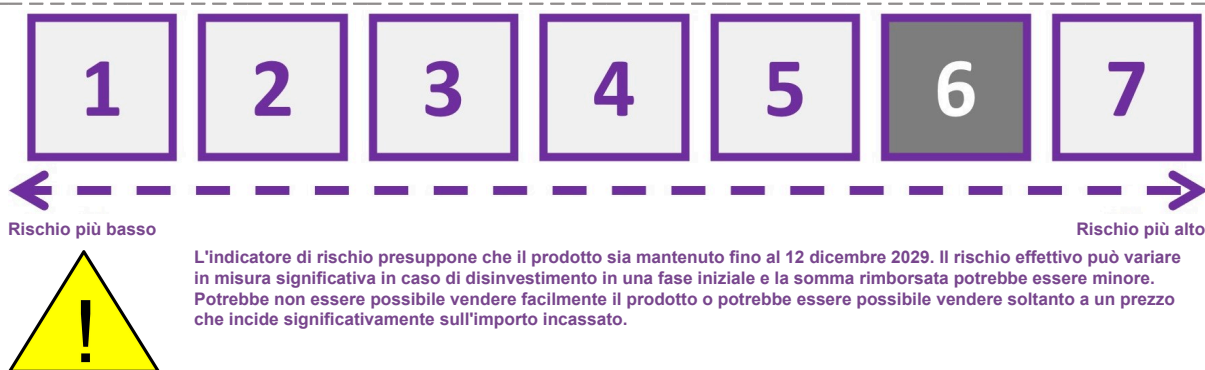 1 2 3 4 5 6 7
Rischio più basso Rischio più alto
L'indicatore di rischio presuppone che il prodotto sia mantenuto fino al 12 dicembre 2029. Il rischio effettivo può variare
in misura significativa in caso di disinvestimento in una fase iniziale e la somma rimborsata potrebbe essere minore.
Potrebbe non essere possibile vendere facilmente il prodotto o potrebbe essere possibile vendere soltanto a un prezzo
che incide significativamente sull'importo incassato.
!